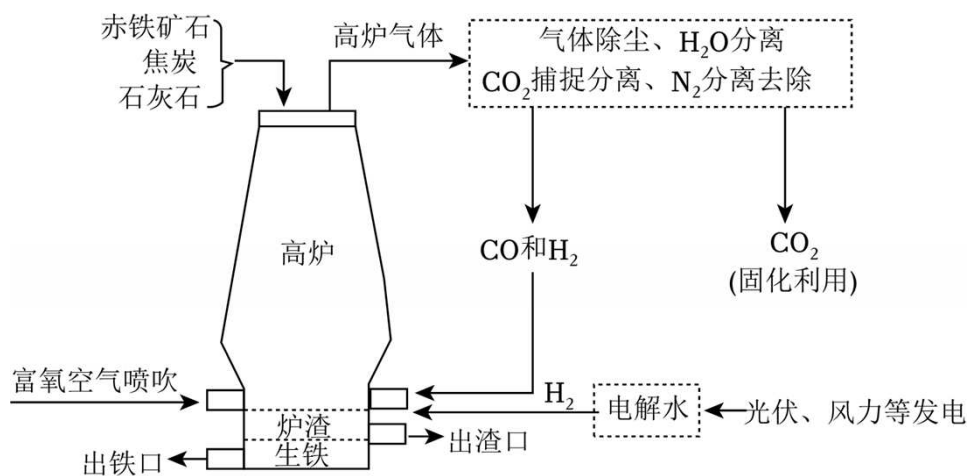 赤铁矿石
焦炭
石灰石
高炉气体
气体除尘、H₂O分离
CO₂捕捉分离、N₂分离去除
高炉
CO和H₂
CO₂
(固化利用)
富氧空气喷吹
H₂
电解水
光伏、风力等发电
炉渣
出渣口
生铁
出铁口